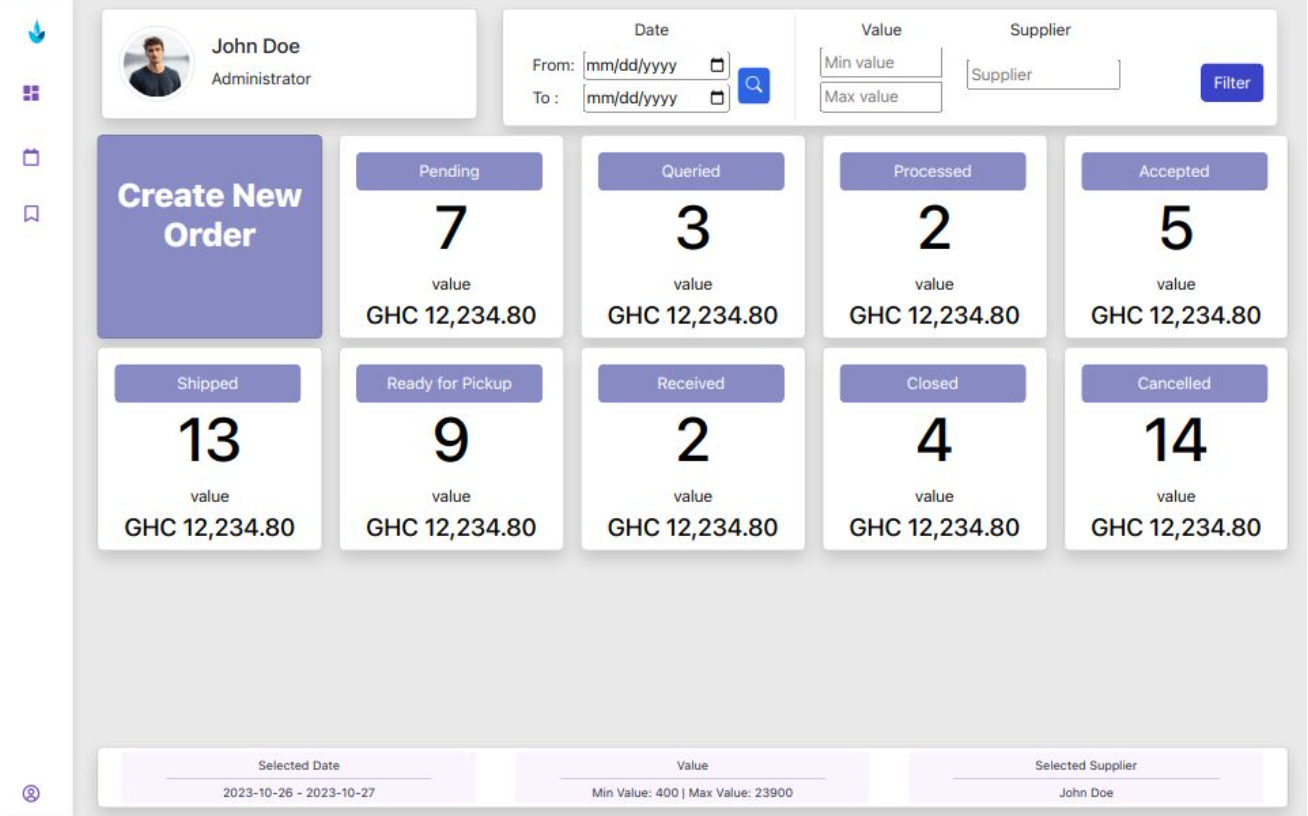 John Doe
Administrator
Date
From: mm/dd/yyyy
To : mm/dd/yyyy
Value
Min value
Max value
Supplier
Supplier
Filter
Create New
Order
Pending
7
value
GHC 12,234.80
Queried
3
value
GHC 12,234.80
Processed
2
value
GHC 12,234.80
Accepted
5
value
GHC 12,234.80
Shipped
13
value
GHC 12,234.80
Ready for Pickup
9
value
GHC 12,234.80
Received
2
value
GHC 12,234.80
Closed
4
value
GHC 12,234.80
Cancelled
14
value
GHC 12,234.80
Selected Date
2023-10-26 - 2023-10-27
Value
Min Value: 400 | Max Value: 23900
Selected Supplier
John Doe